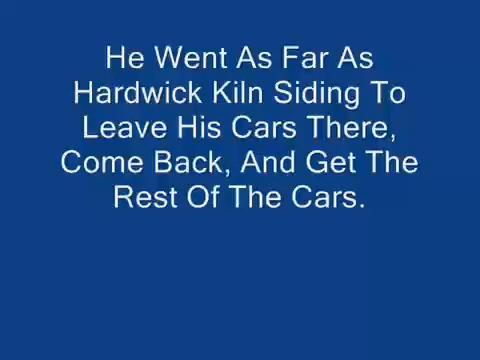 He Went As Far As
Hardwick Kiln Siding To
Leave His Cars There,
Come Back, And Get The
Rest Of The Cars.